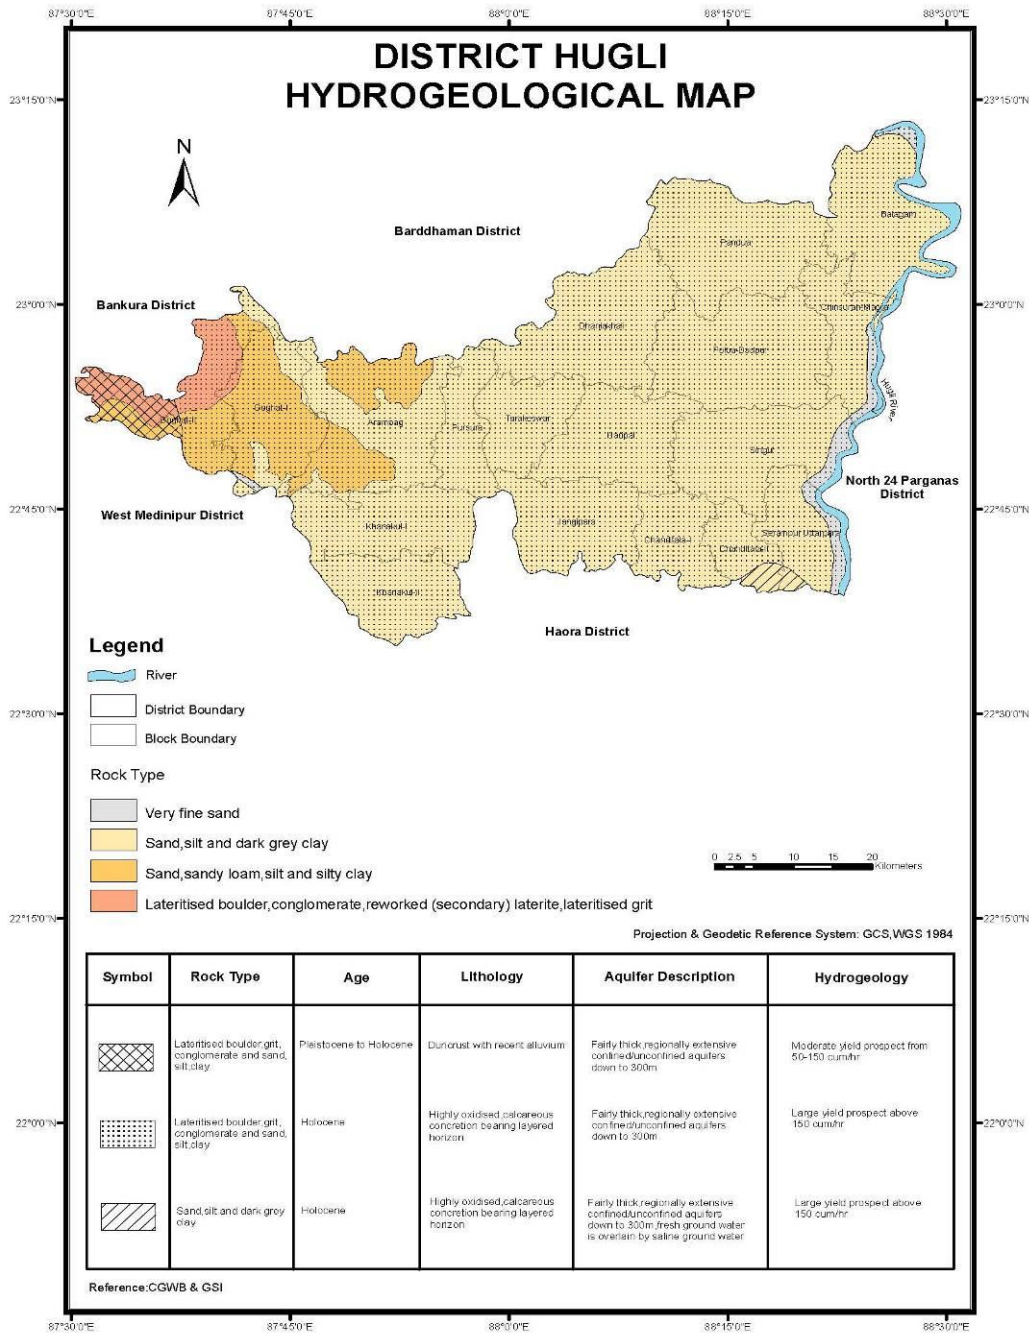 87°30'0"E 87°45'0"E 88°0'0"E 88°15'0"E 88°30'0"E
DISTRICT HUGLI
HYDROGEOLOGICAL MAP
23°15'0"N 23°15'0"N
N
Balagarh
Barddhaman District
Pandua
Bankura District
23°0'0"N 23°0'0"N
Chinsurah-Magra
Dhaniakhali
Polba-Dadpur
Hugli River
Goghat-I
Goghat-II
Arambag
Pursura
Tarakeswar
Haripal
Singur
North 24 Parganas
District
West Medinipur District
22°45'0"N 22°45'0"N
Khanakul-I
Jangipara
Chanditala-I
Chanditala-II
Serampur Uttarpara
Khanakul-II
Haora District
Legend
River
District Boundary
Block Boundary
22°30'0"N 22°30'0"N
Rock Type
Very fine sand
Sand,silt and dark grey clay
Sand,sandy loam,silt and silty clay
Lateritised boulder,conglomerate,reworked (secondary) laterite,lateritised grit
0 2.5 5 10 15 20
Kilometers
22°15'0"N 22°15'0"N
Projection & Geodetic Reference System: GCS,WGS 1984
Symbol Rock Type Age Lithology Aquifer Description Hydrogeology
Lateritised boulder,grit,
conglomerate and sand,
silt,clay
Pleistocene to Holocene
Duricrust with recent alluvium
Fairly thick,regionally extensive
confined/unconfined aquifers
down to 300m
Moderate yield prospect from
50-150 cum/hr
22°0'0"N 22°0'0"N
Lateritised boulder,grit,
conglomerate and sand,
silt,clay
Holocene
Highly oxidised,calcareous
concretion bearing layered
horizon
Fairly thick,regionally extensive
confined/unconfined aquifers
down to 300m
Large yield prospect above
150 cum/hr
Sand,silt and dark grey
clay
Holocene
Highly oxidised,calcareous
concretion bearing layered
horizon
Fairly thick,regionally extensive
confined/unconfined aquifers
down to 300m,fresh ground water
is overlain by saline ground water
Large yield prospect above
150 cum/hr
Reference:CGWB & GSI
87°30'0"E 87°45'0"E 88°0'0"E 88°15'0"E 88°30'0"E